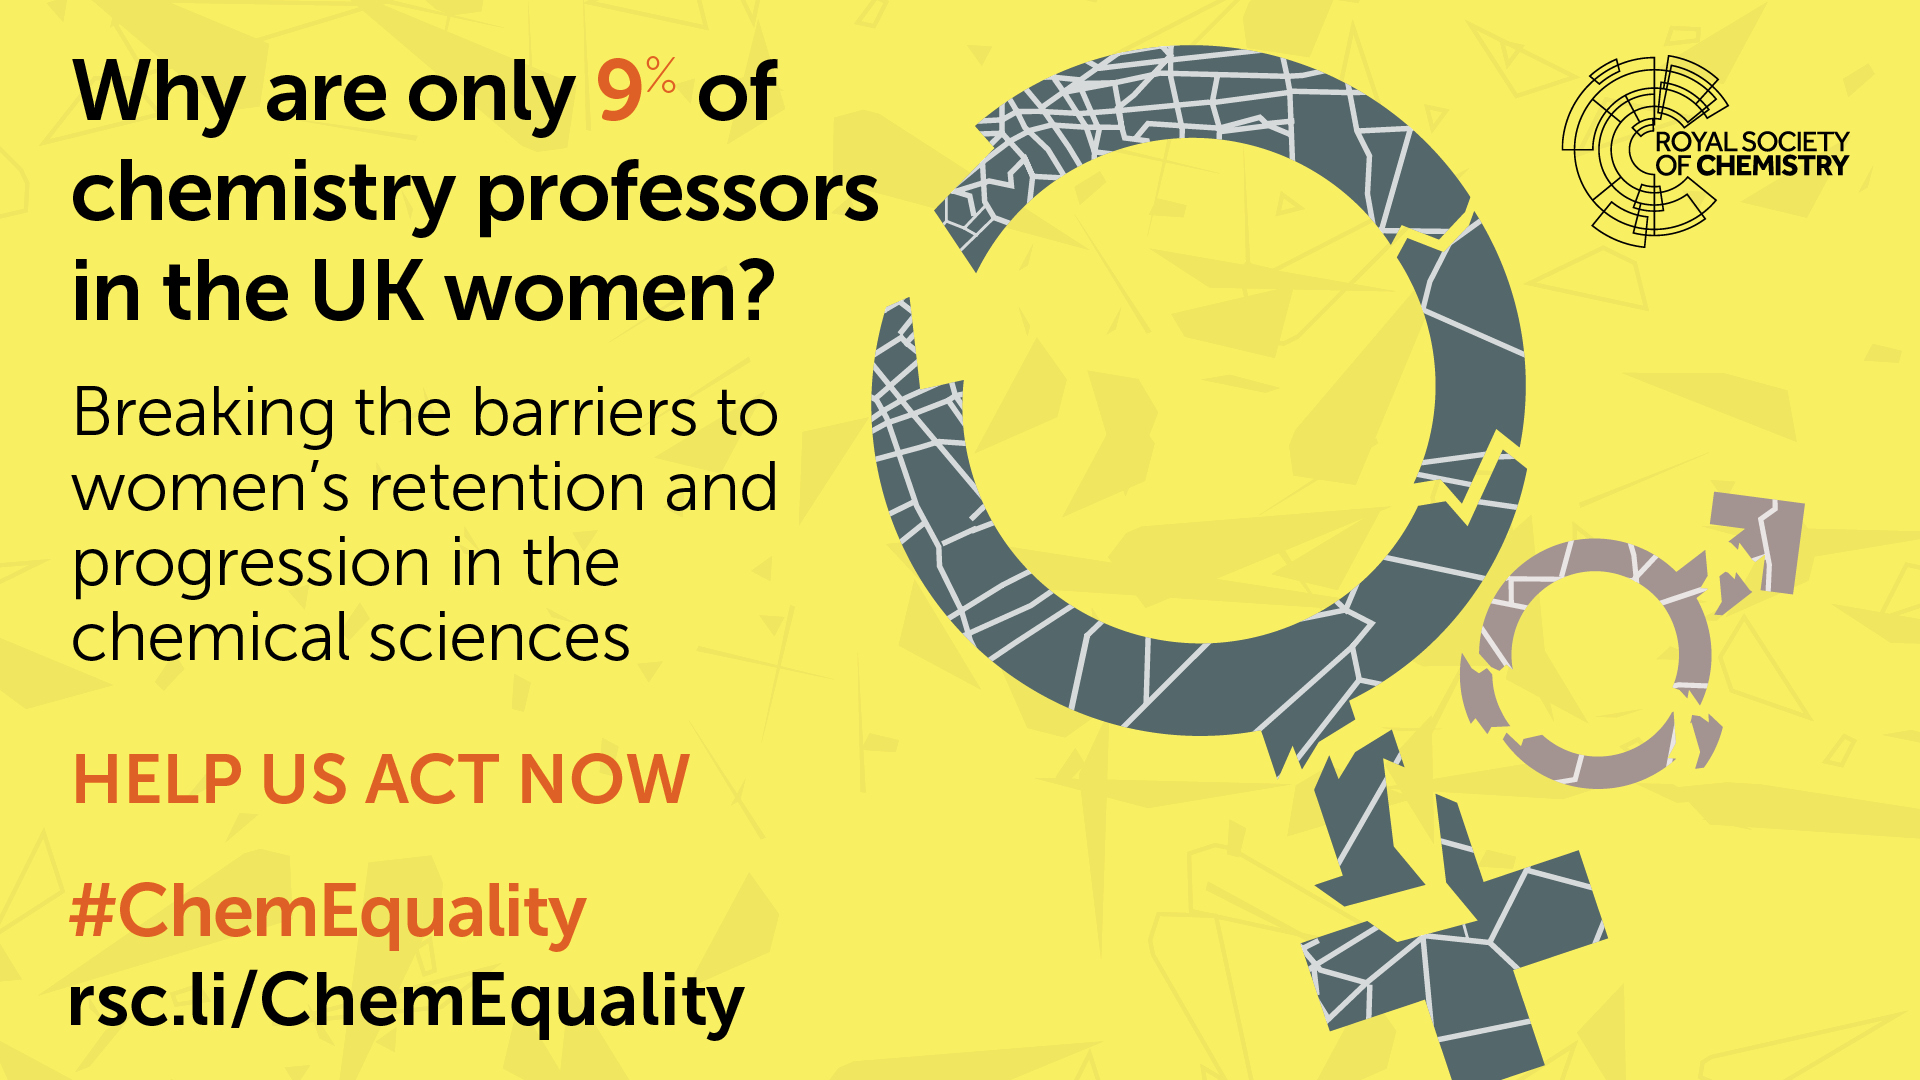 Why are only 9% of
chemistry professors
in the UK women?
Breaking the barriers to
women’s retention and
progression in the
chemical sciences
HELP US ACT NOW
#ChemEquality
rsc.li/ChemEquality
ROYAL SOCIETY
OF CHEMISTRY